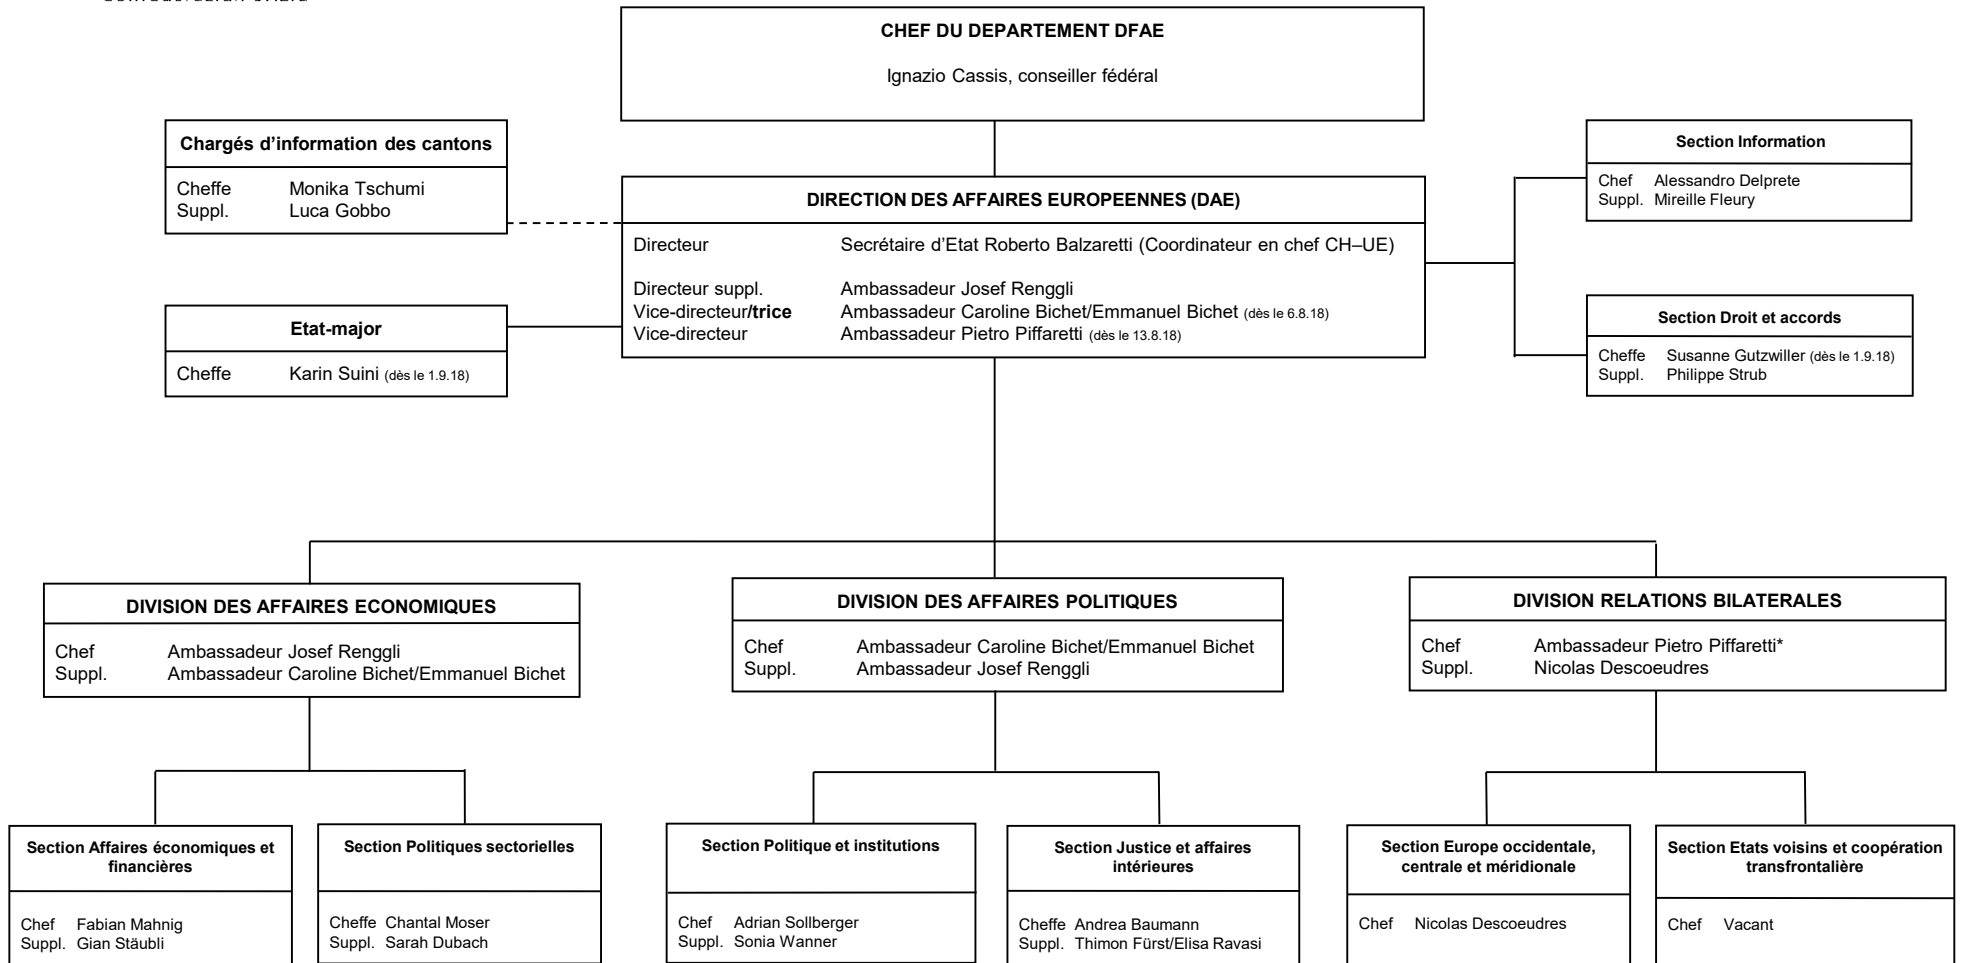 CHEF DU DEPARTEMENT DFAE
Ignazio Cassis, conseiller fédéral
Chargés d’information des cantons
Cheffe Monika Tschumi
Suppl. Luca Gobbo
Section Information
Chef Alessandro Delprete
Suppl. Mireille Fleury
DIRECTION DES AFFAIRES EUROPEENNES (DAE)
Directeur Secrétaire d’Etat Roberto Balzaretti (Coordinateur en chef CH–UE)
Directeur suppl. Ambassadeur Josef Renggli
Vice-directeur/trice Ambassadeur Caroline Bichet/Emmanuel Bichet (dès le 6.8.18)
Vice-directeur Ambassadeur Pietro Piffaretti (dès le 13.8.18)
Etat-major
Cheffe Karin Suini (dès le 1.9.18)
Section Droit et accords
Cheffe Susanne Gutzwiller (dès le 1.9.18)
Suppl. Philippe Strub
DIVISION DES AFFAIRES ECONOMIQUES
Chef Ambassadeur Josef Renggli
Suppl. Ambassadeur Caroline Bichet/Emmanuel Bichet
DIVISION DES AFFAIRES POLITIQUES
Chef Ambassadeur Caroline Bichet/Emmanuel Bichet
Suppl. Ambassadeur Josef Renggli
DIVISION RELATIONS BILATERALES
Chef Ambassadeur Pietro Piffaretti*
Suppl. Nicolas Descoeudres
Section Affaires économiques et
financières
Chef Fabian Mahnig
Suppl. Gian Stäubli
Section Politiques sectorielles
Cheffe Chantal Moser
Suppl. Sarah Dubach
Section Politique et institutions
Chef Adrian Sollberger
Suppl. Sonia Wanner
Section Justice et affaires
intérieures
Cheffe Andrea Baumann
Suppl. Thimon Fürst/Elisa Ravasi
Section Europe occidentale,
centrale et méridionale
Chef Nicolas Descoeudres
Section Etats voisins et coopération
transfrontalière
Chef Vacant